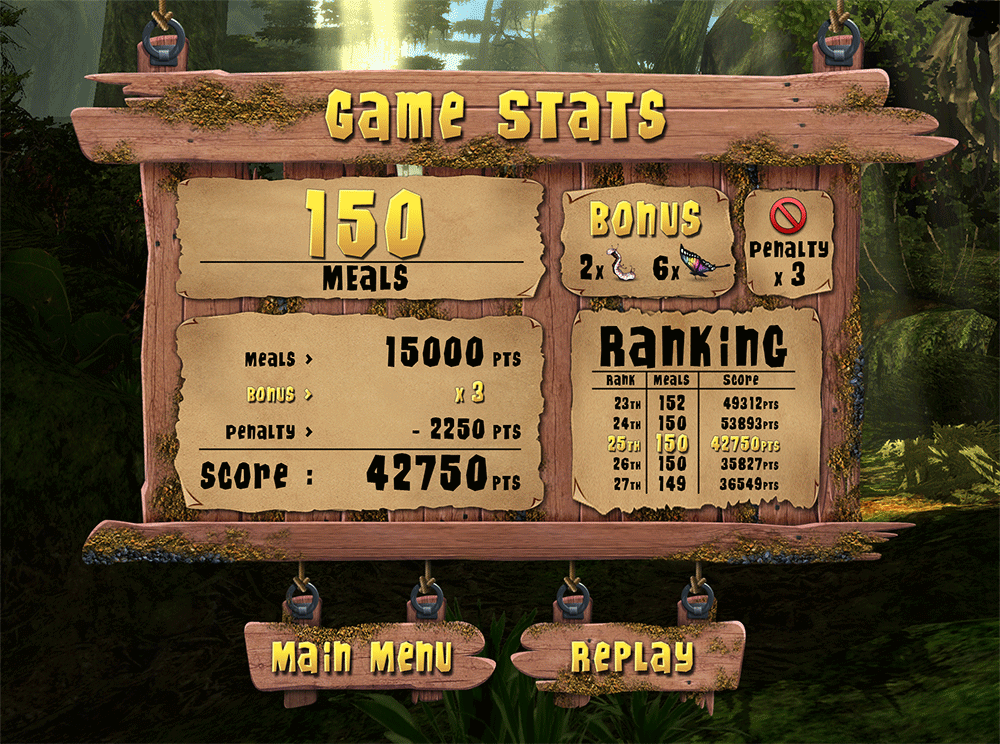 Game Stats
150
Meals
Bonus
2x 6x
Penalty
x 3
Meals > 15000 pts
Bonus > x 3
Penalty > - 2250 pts
Score : 42750 pts
Ranking
Rank Meals Score
23th 152 49312pts
24th 150 53893pts
25th 150 42750pts
26th 150 35827pts
27th 149 36549pts
Main Menu
Replay